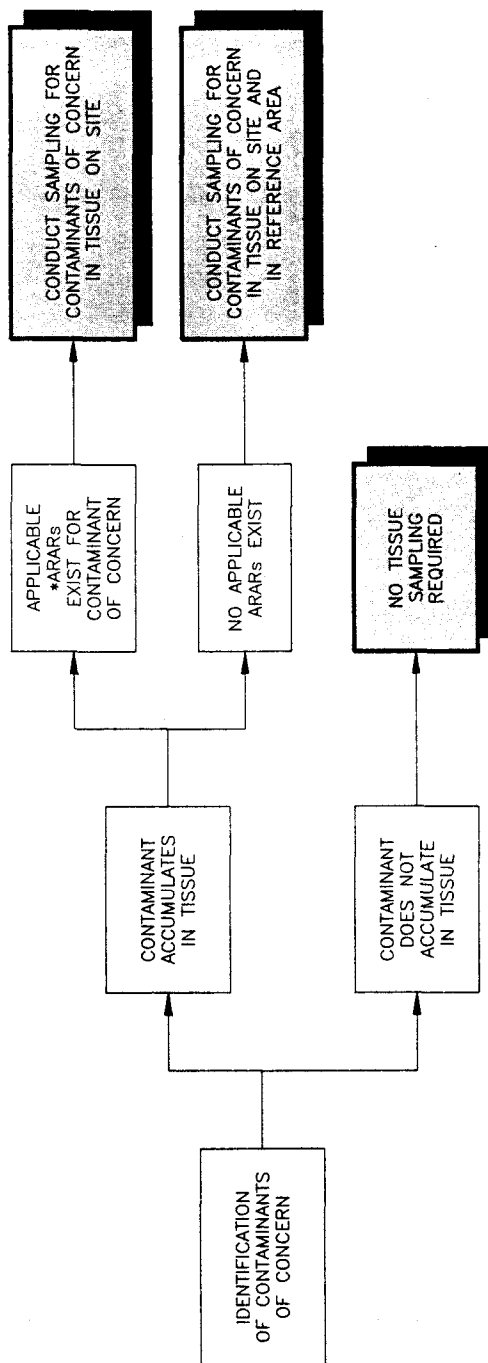 IDENTIFICATION
OF CONTAMINANTS
OF CONCERN
CONTAMINANT
ACCUMULATES
IN TISSUE
CONTAMINANT
DOES NOT
ACCUMULATE
IN TISSUE
APPLICABLE
*ARARs
EXIST FOR
CONTAMINANT
OF CONCERN
NO APPLICABLE
ARARs EXIST
NO TISSUE
SAMPLING
REQUIRED
CONDUCT SAMPLING FOR
CONTAMINANTS OF CONCERN
IN TISSUE ON SITE
CONDUCT SAMPLING FOR
CONTAMINANTS OF CONCERN
IN TISSUE ON SITE AND
IN REFERENCE AREA